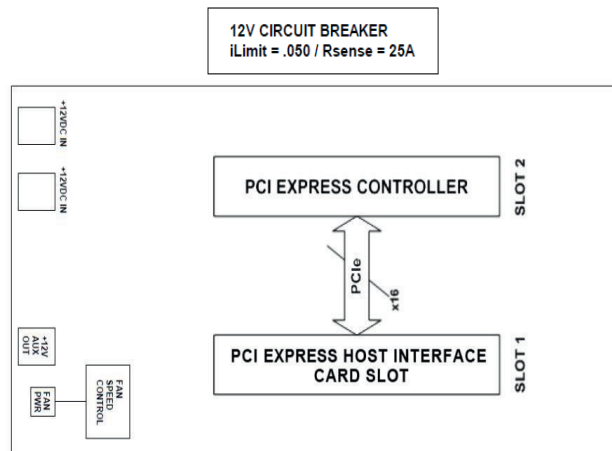 12V CIRCUIT BREAKER
iLimit = .050 / Rsense = 25A
+12VDC IN
+12VDC IN
PCI EXPRESS CONTROLLER
SLOT 2
PCIe
x16
+12V
AUX
OUT
PCI EXPRESS HOST INTERFACE
CARD SLOT
SLOT 1
FAN
SPEED
CONTROL
FAN
PWR